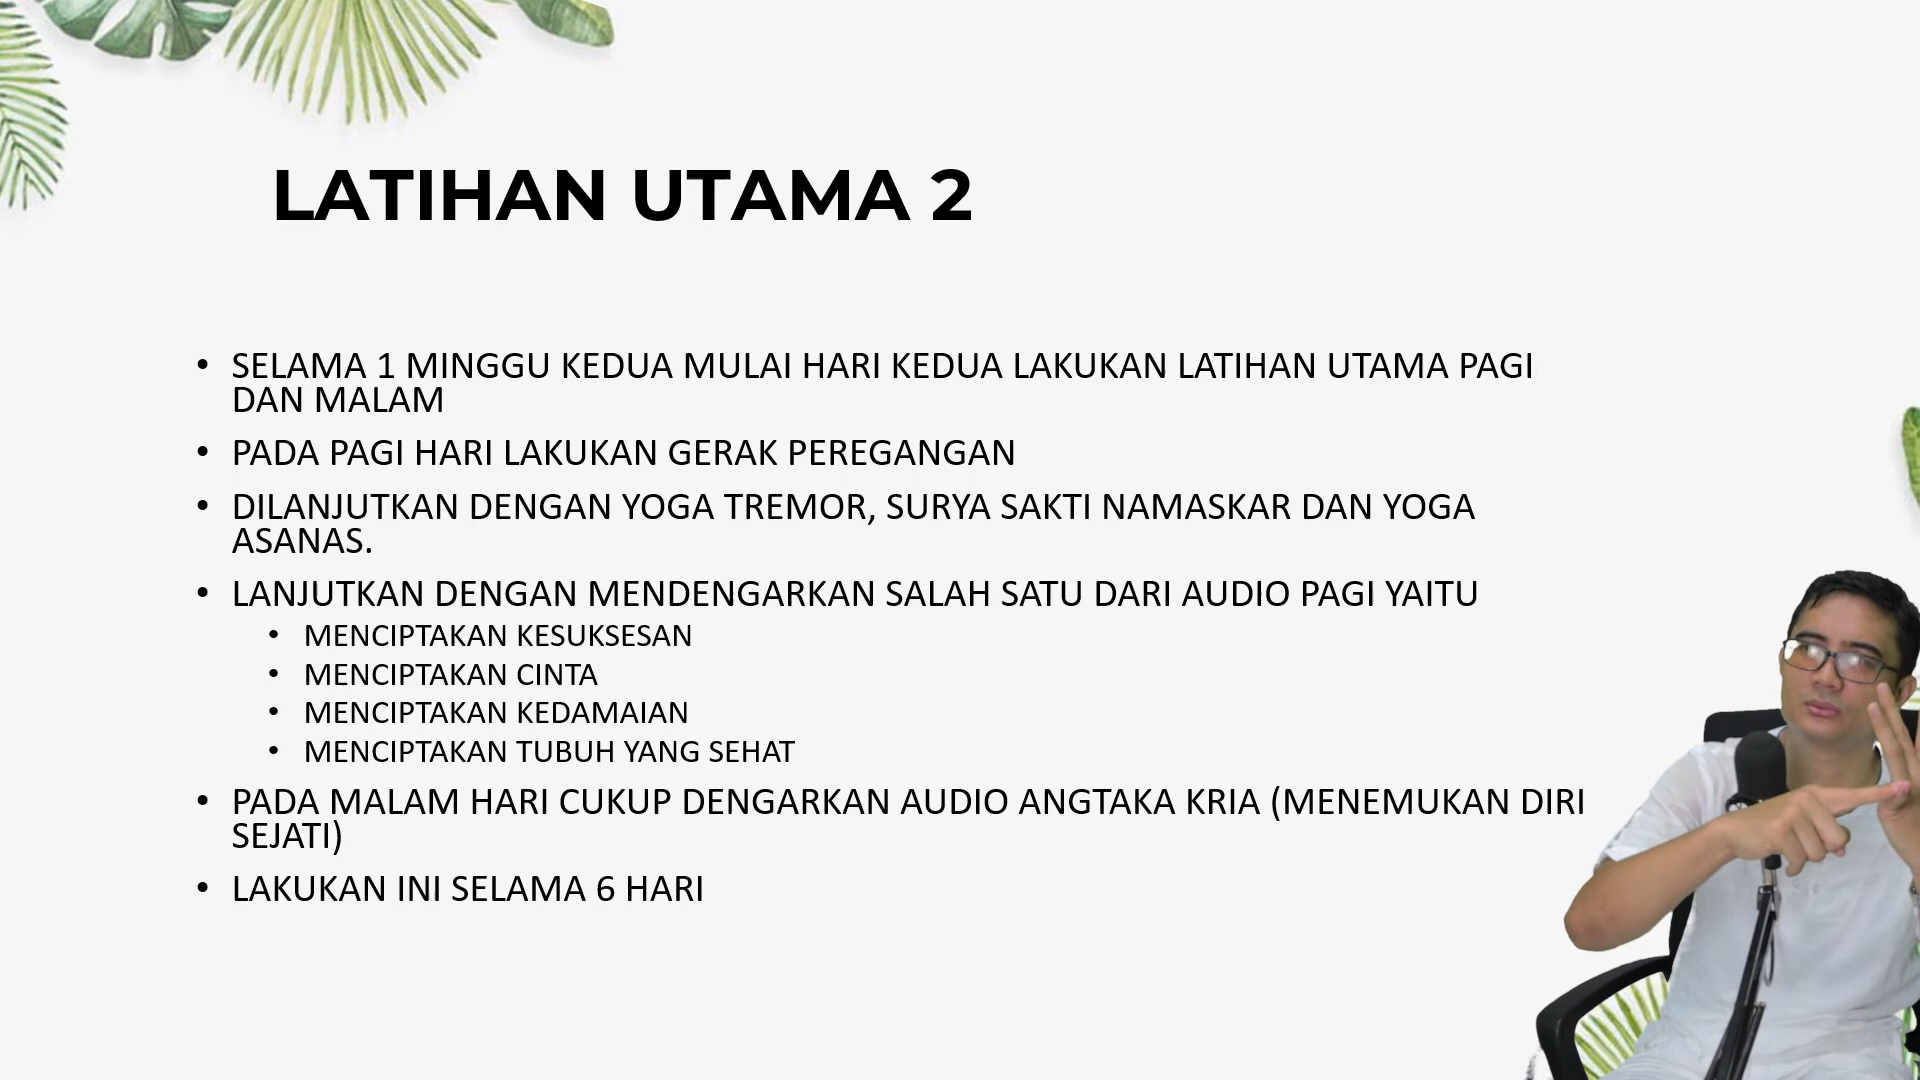 LATIHAN UTAMA 2
• SELAMA 1 MINGGU KEDUA MULAI HARI KEDUA LAKUKAN LATIHAN UTAMA PAGI
DAN MALAM
• PADA PAGI HARI LAKUKAN GERAK PEREGANGAN
• DILANJUTKAN DENGAN YOGA TREMOR, SURYA SAKTI NAMASKAR DAN YOGA
ASANAS.
• LANJUTKAN DENGAN MENDENGARKAN SALAH SATU DARI AUDIO PAGI YAITU
• MENCIPTAKAN KESUKSESAN
• MENCIPTAKAN CINTA
• MENCIPTAKAN KEDAMAIAN
• MENCIPTAKAN TUBUH YANG SEHAT
• PADA MALAM HARI CUKUP DENGARKAN AUDIO ANGTAKA KRIA (MENEMUKAN DIRI
SEJATI)
• LAKUKAN INI SELAMA 6 HARI